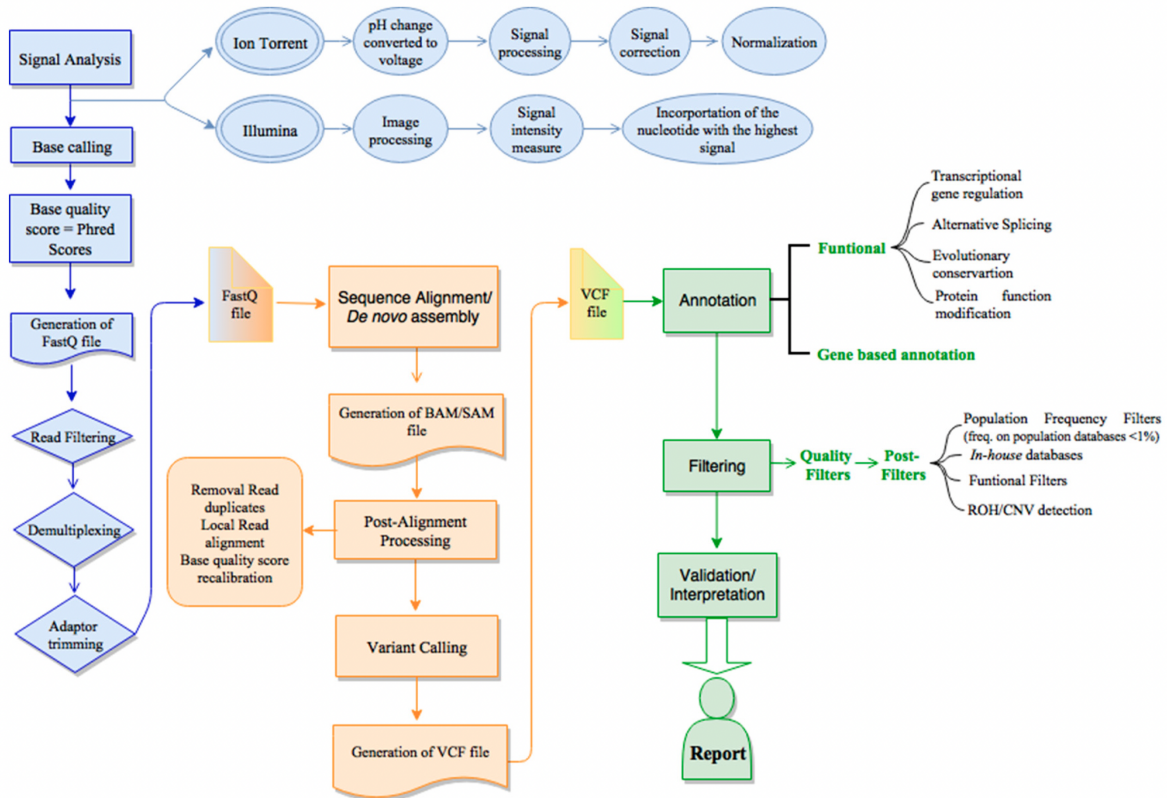 Signal Analysis
Ion Torrent
pH change
converted to
voltage
Signal
processing
Signal
correction
Normalization
Illumina
Image
processing
Signal
intensity
measure
Incorportation of the
nucleotide with the highest
signal
Base calling
Base quality
score = Phred
Scores
Generation of
FastQ file
Read Filtering
Demultiplexing
Adaptor
trimming
FastQ
file
Sequence Alignment/
De novo assembly
Generation of BAM/SAM
file
Post-Alignment
Processing
Removal Read
duplicates
Local Read
alignment
Base quality score
recalibration
Variant Calling
Generation of VCF file
VCF
file
Annotation
Funtional
Transcriptional
gene regulation
Alternative Splicing
Evolutionary
conservartion
Protein function
modification
Gene based annotation
Filtering
Quality
Filters
Post-
Filters
Population Frequency Filters
(freq. on population databases <1%)
In-house databases
Funtional Filters
ROH/CNV detection
Validation/
Interpretation
Report